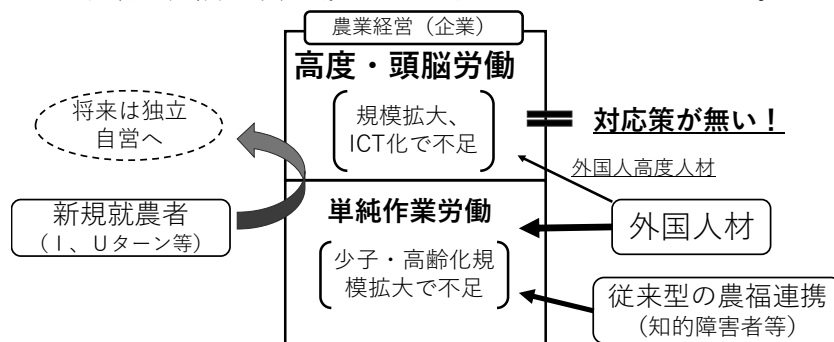 農業経営（企業）
高度・頭脳労働
規模拡大、
ICT化で不足
対応策が無い！
将来は独立
自営へ
外国人高度人材
新規就農者
（Ｉ、Ｕターン等）
単純作業労働
少子・高齢化規
模拡大で不足
外国人材
従来型の農福連携
（知的障害者等）